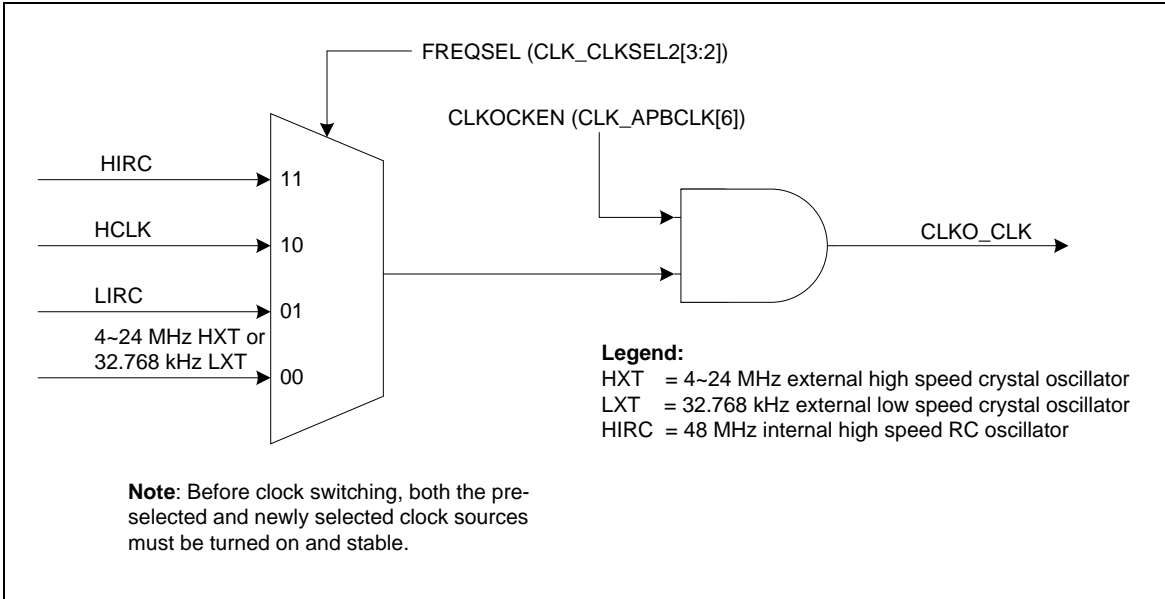 FREQSEL (CLK_CLKSEL2[3:2])
CLKOCKEN (CLK_APBCLK[6])
HIRC
11
HCLK
10
CLKO_CLK
LIRC
01
4~24 MHz HXT or
32.768 kHz LXT
00
Legend:
HXT = 4~24 MHz external high speed crystal oscillator
LXT = 32.768 kHz external low speed crystal oscillator
HIRC = 48 MHz internal high speed RC oscillator
Note: Before clock switching, both the pre-
selected and newly selected clock sources
must be turned on and stable.